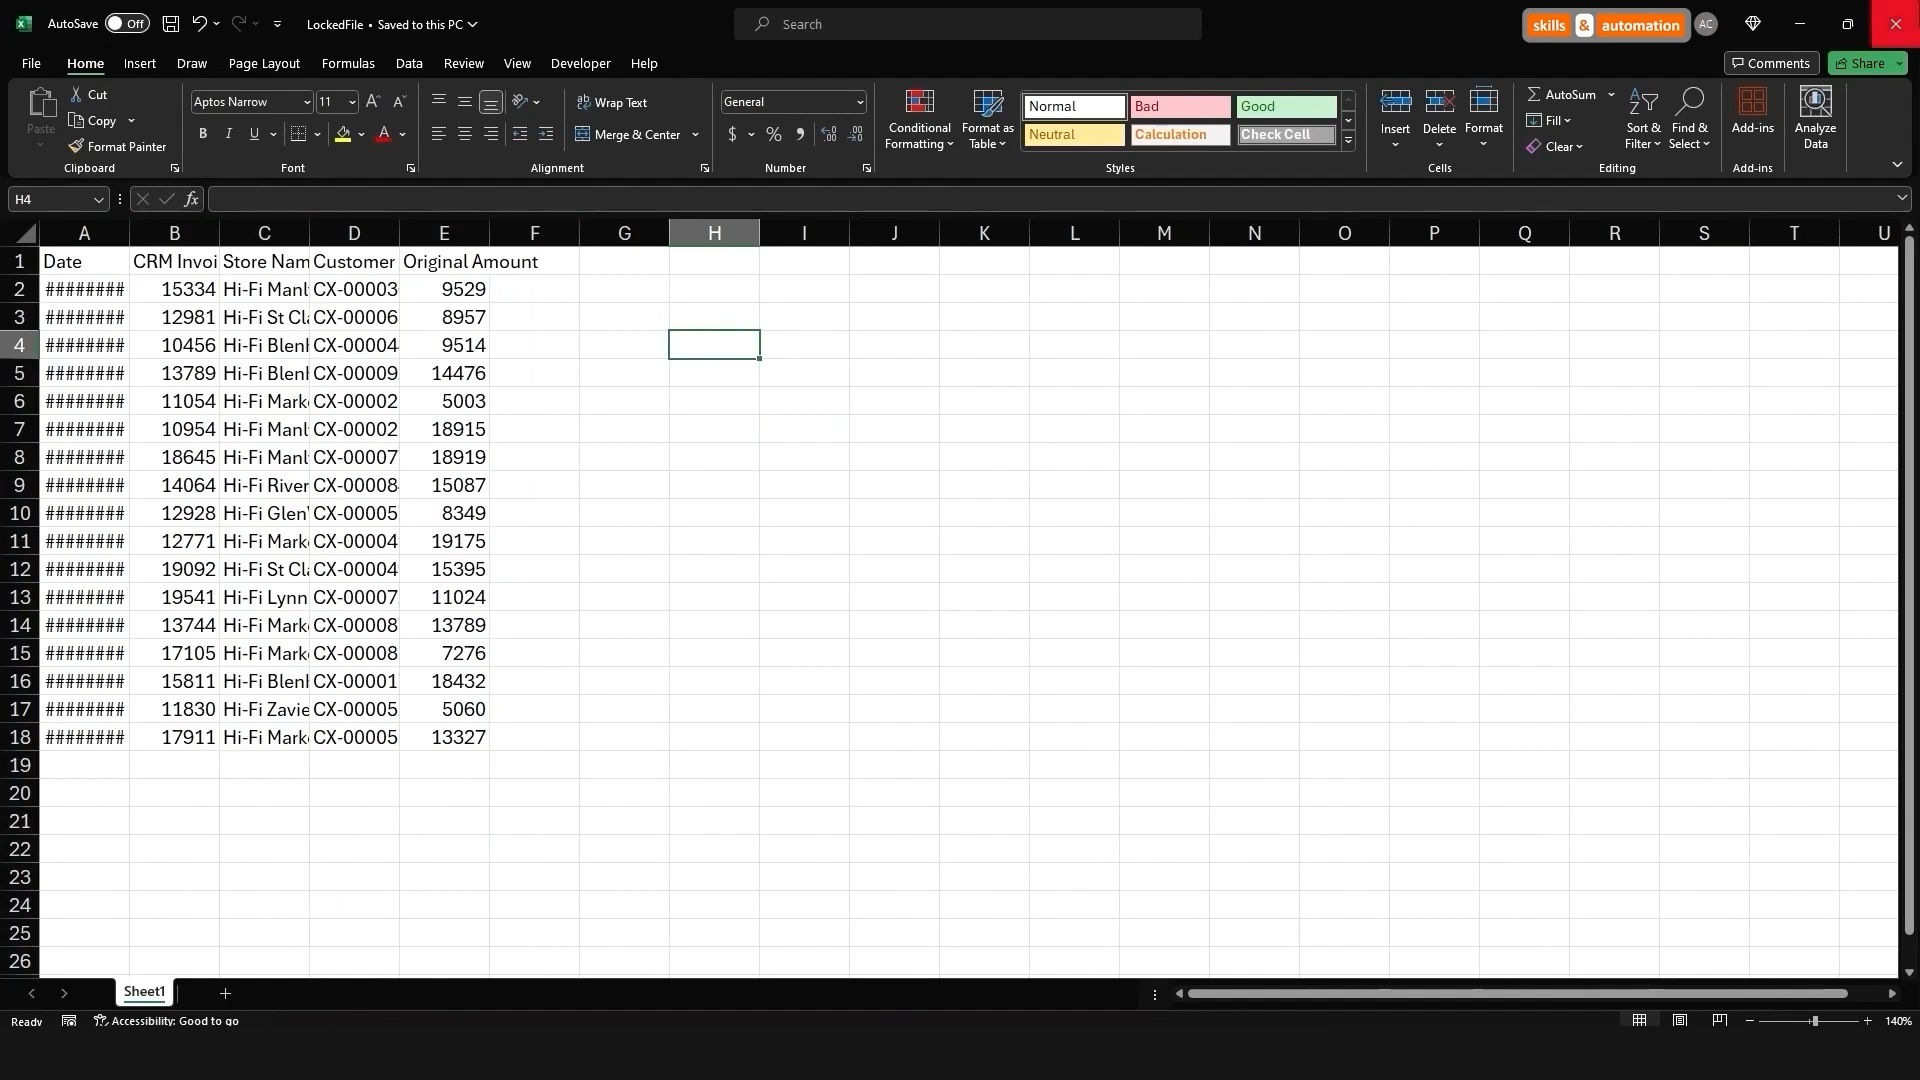 AutoSave Off LockedFile • Saved to this PC Search skills & automation AC
File Home Insert Draw Page Layout Formulas Data Review View Developer Help Comments Share
Paste Cut Copy Format Painter Clipboard
Aptos Narrow 11 B I U A Font
Wrap Text Merge & Center Alignment
General $ % Number
Conditional Formatting Format as Table Normal Bad Good Neutral Calculation Check Cell Styles
Insert Delete Format Cells
AutoSum Fill Clear Sort & Filter Find & Select Editing
Add-ins Add-ins
Analyze Data
H4 fx
A B C D E F G H I J K L M N O P Q R S T U
1 Date CRM Invoi Store Nam Customer Original Amount
2 ######## 15334 Hi-Fi Manl CX-00003 9529
3 ######## 12981 Hi-Fi St Cl CX-00006 8957
4 ######## 10456 Hi-Fi Blen CX-00004 9514
5 ######## 13789 Hi-Fi Blen CX-00009 14476
6 ######## 11054 Hi-Fi Mark CX-00002 5003
7 ######## 10954 Hi-Fi Manl CX-00002 18915
8 ######## 18645 Hi-Fi Manl CX-00007 18919
9 ######## 14064 Hi-Fi River CX-00008 15087
10 ######## 12928 Hi-Fi Glen CX-00005 8349
11 ######## 12771 Hi-Fi Mark CX-00004 19175
12 ######## 19092 Hi-Fi St Cl CX-00004 15395
13 ######## 19541 Hi-Fi Lynn CX-00007 11024
14 ######## 13744 Hi-Fi Mark CX-00008 13789
15 ######## 17105 Hi-Fi Mark CX-00008 7276
16 ######## 15811 Hi-Fi Blen CX-00001 18432
17 ######## 11830 Hi-Fi Zavie CX-00005 5060
18 ######## 17911 Hi-Fi Mark CX-00005 13327
19
20
21
22
23
24
25
26
Sheet1
Ready Accessibility: Good to go 140%